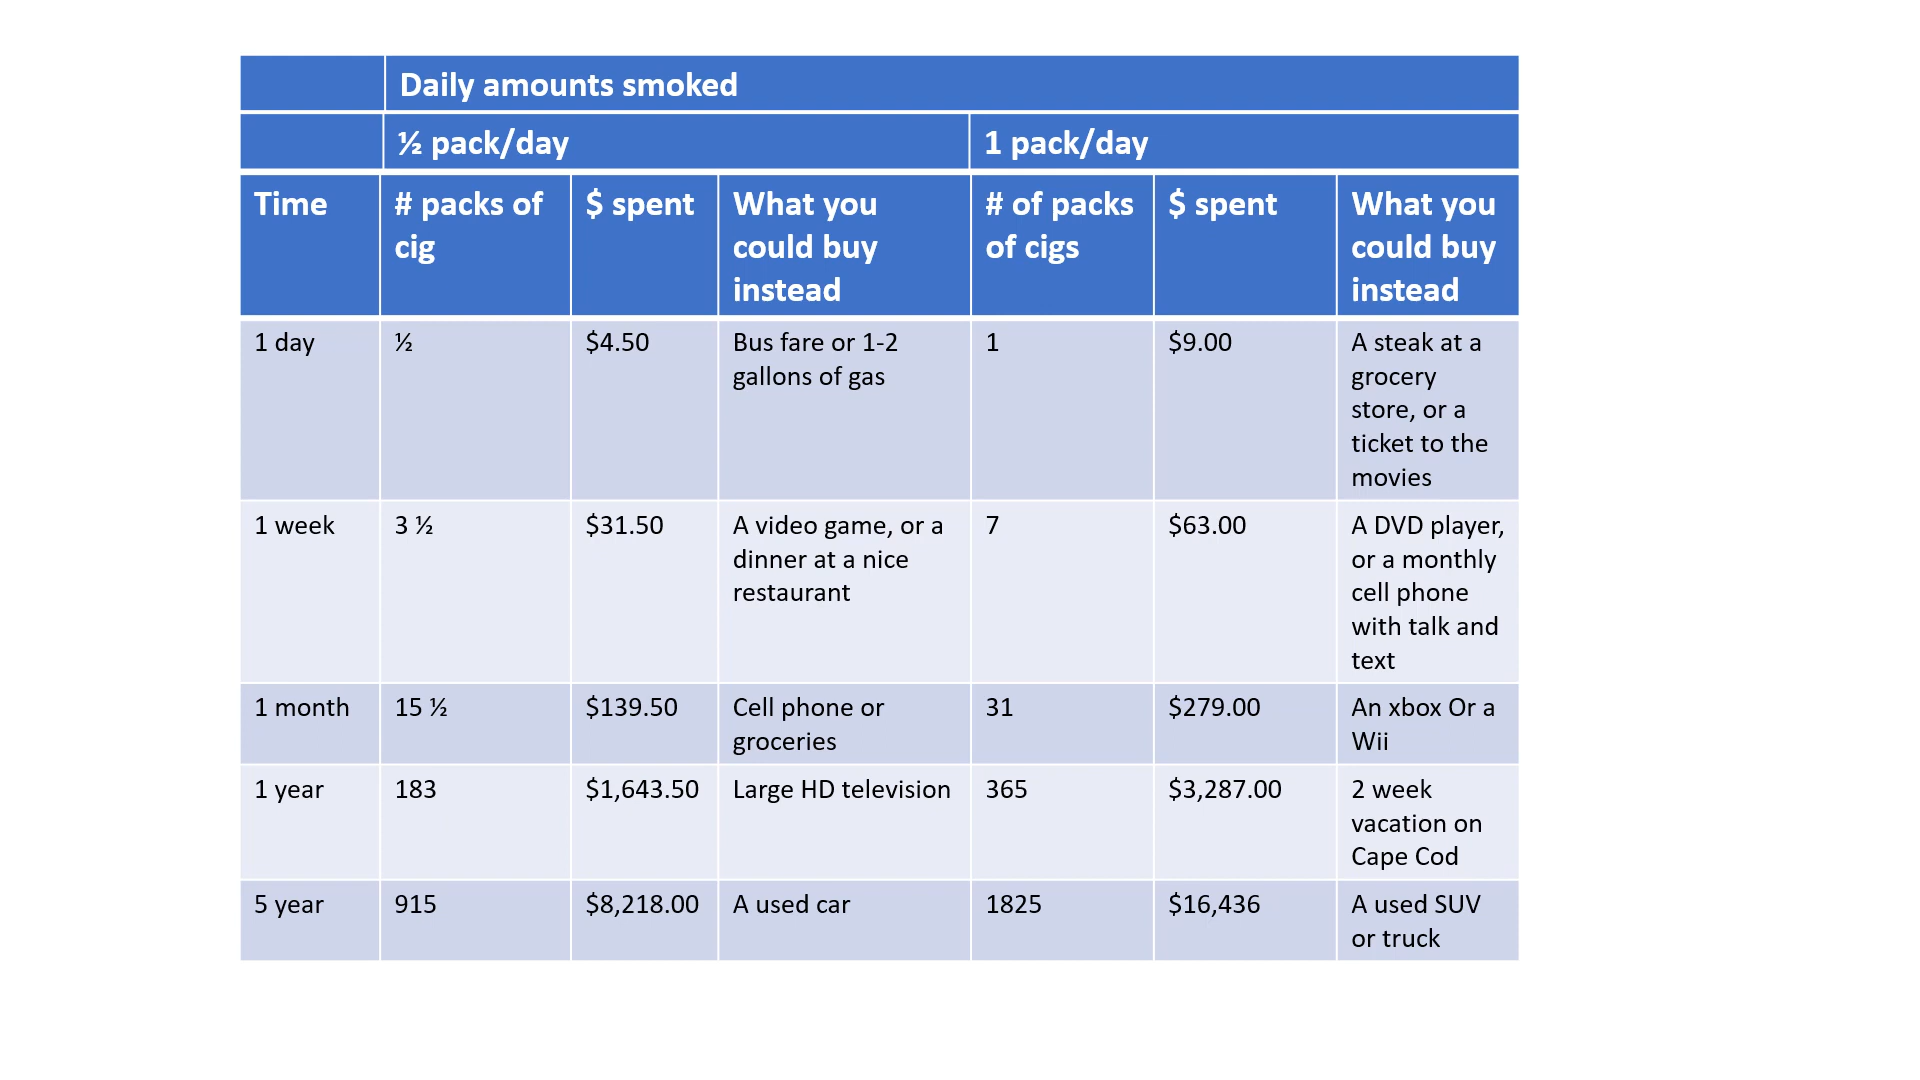 Daily amounts smoked
½ pack/day
1 pack/day
Time
# packs of
cig
$ spent
What you
could buy
instead
# of packs
of cigs
$ spent
What you
could buy
instead
1 day
½
$4.50
Bus fare or 1-2
gallons of gas
1
$9.00
A steak at a
grocery
store, or a
ticket to the
movies
1 week
3 ½
$31.50
A video game, or a
dinner at a nice
restaurant
7
$63.00
A DVD player,
or a monthly
cell phone
with talk and
text
1 month
15 ½
$139.50
Cell phone or
groceries
31
$279.00
An xbox Or a
Wii
1 year
183
$1,643.50
Large HD television
365
$3,287.00
2 week
vacation on
Cape Cod
5 year
915
$8,218.00
A used car
1825
$16,436
A used SUV
or truck